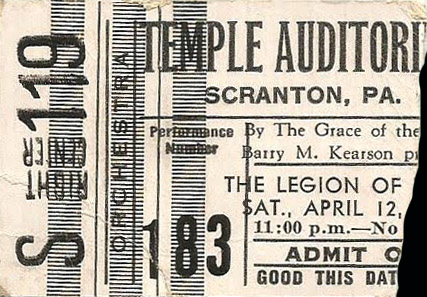 S 119
RIGHT
CENTER
ORCHESTRA
TEMPLE AUDITORI
SCRANTON, PA.
Performance
Number
183
By The Grace of the
Barry M. Kearson p
THE LEGION OF
SAT., APRIL 12,
11:00 p.m.—No
ADMIT O
GOOD THIS DAT